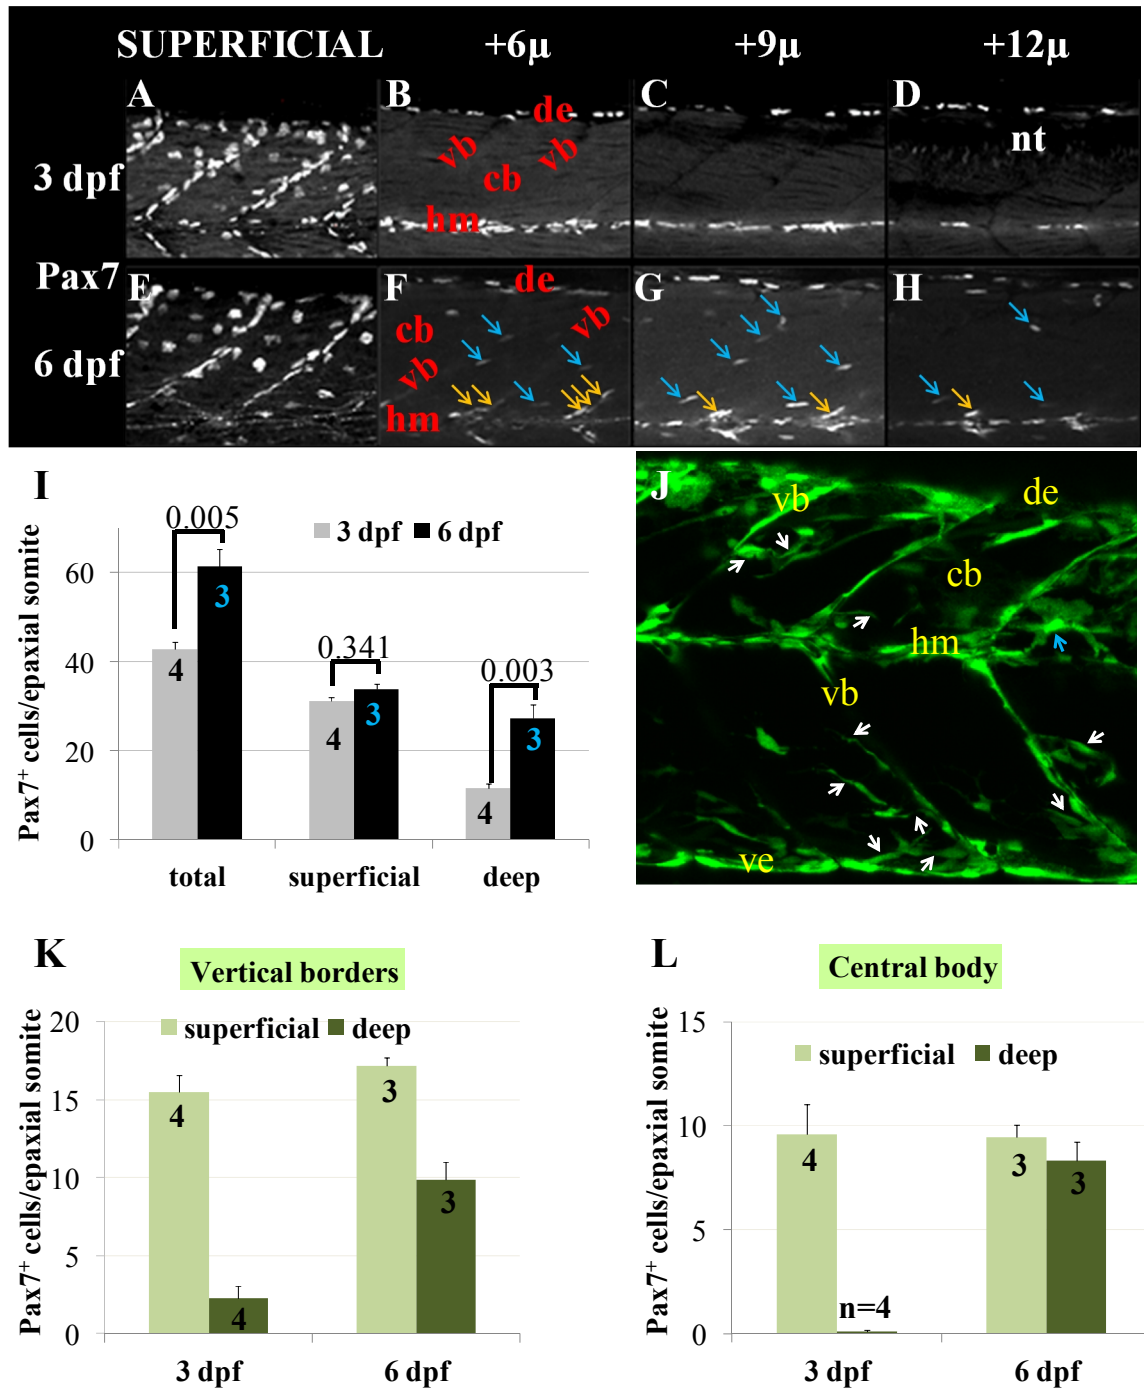 SUPERFICIAL +6μ +9μ +12μ
A B C D
de
nt
vb vb
3 dpf
cb
hm
Pax7
E F G H
de
cb vb
6 dpf
vb
hm
I
Pax7+ cells/epaxial somite
0.005
3 dpf 6 dpf
60
3
0.341
0.003
40
4
4
3
3
20
4
0
total superficial deep
J
vb de
cb
hm
vb
ve
K
Vertical borders
Pax7+ cells/epaxial somite
20
superficial deep
15
4
3
10
3
5
4
0
3 dpf 6 dpf
L
Central body
Pax7+ cells/epaxial somite
15
superficial deep
10
4
3
3
5
n=4
0
3 dpf 6 dpf